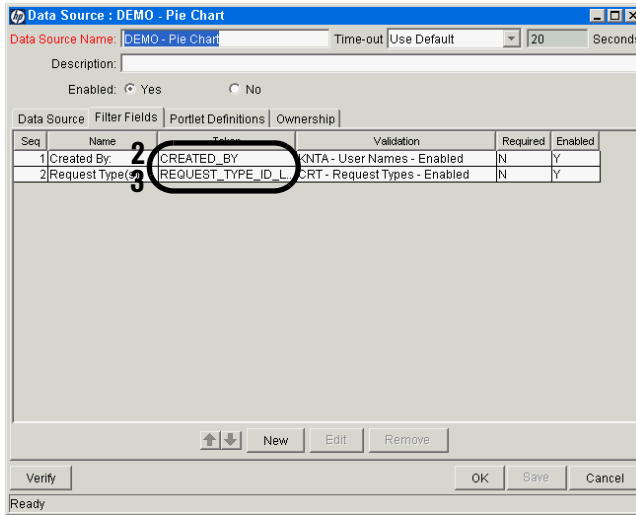 hp Data Source : DEMO - Pie Chart
Data Source Name: DEMO - Pie Chart Time-out Use Default 20 Seconds
Description:
Enabled: Yes No
Data Source Filter Fields Portlet Definitions Ownership
Seq Name Token Validation Required Enabled
1 Created By: 2 CREATED_BY KNTA - User Names - Enabled N Y
2 Request Type(s): 3 REQUEST_TYPE_ID_L... CRT - Request Types - Enabled N Y
New Edit Remove
Verify OK Save Cancel
Ready